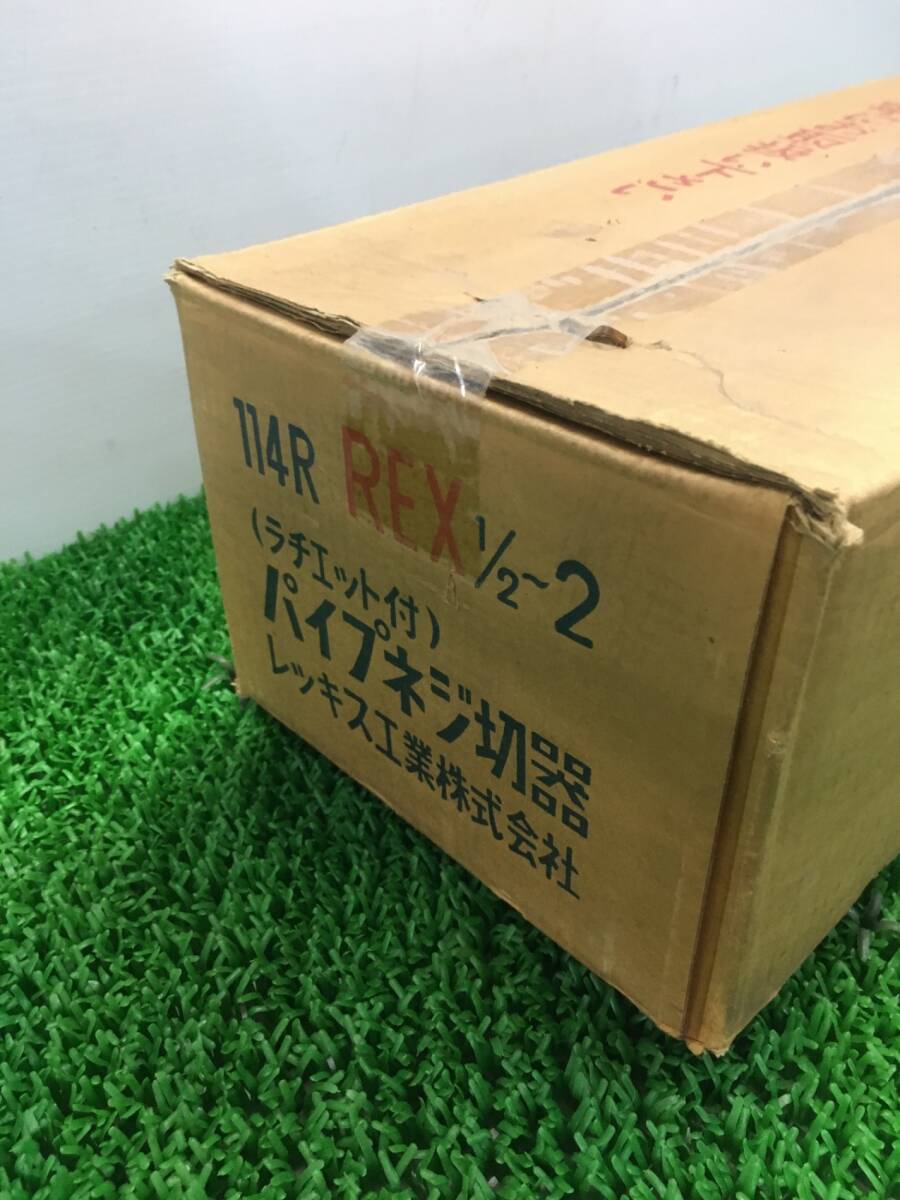 114R REX 1/2~2
(ラチエット付)
パイプネジ切器
レッキス工業株式会社